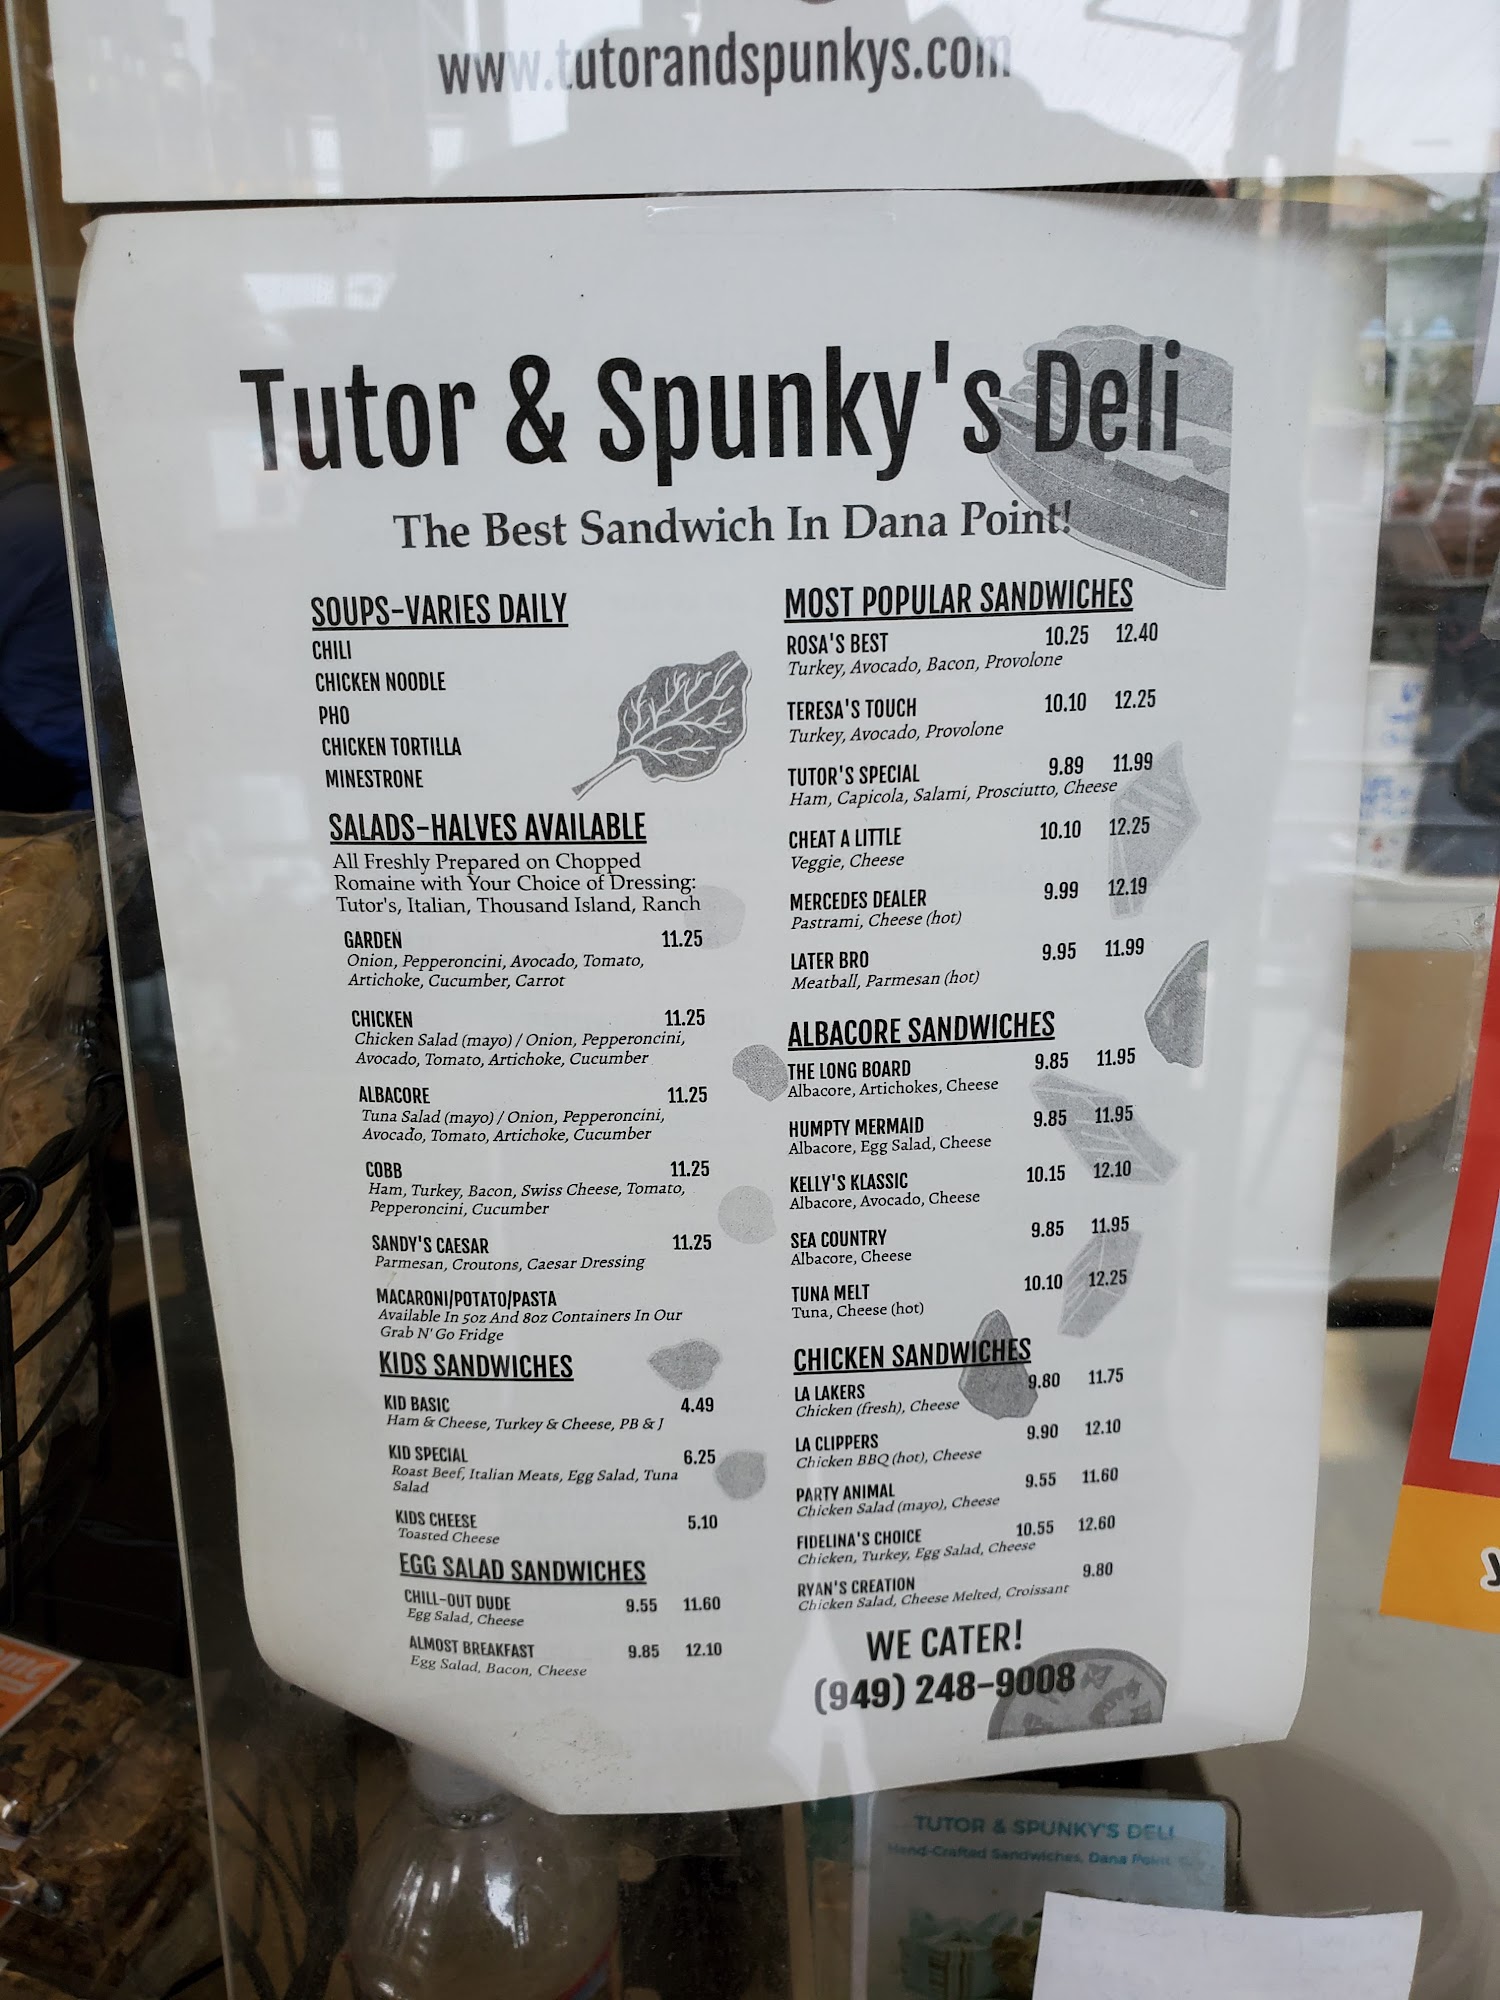 www.tutorandspunkys.com
Tutor & Spunky's Deli
The Best Sandwich In Dana Point!
SOUPS-VARIES DAILY
CHILI
CHICKEN NOODLE
PHO
CHICKEN TORTILLA
MINESTRONE
SALADS-HALVES AVAILABLE
All Freshly Prepared on Chopped
Romaine with Your Choice of Dressing:
Tutor's, Italian, Thousand Island, Ranch
GARDEN 11.25
Onion, Pepperoncini, Avocado, Tomato,
Artichoke, Cucumber, Carrot
CHICKEN 11.25
Chicken Salad (mayo) / Onion, Pepperoncini,
Avocado, Tomato, Artichoke, Cucumber
ALBACORE 11.25
Tuna Salad (mayo) / Onion, Pepperoncini,
Avocado, Tomato, Artichoke, Cucumber
COBB 11.25
Ham, Turkey, Bacon, Swiss Cheese, Tomato,
Pepperoncini, Cucumber
SANDY'S CAESAR 11.25
Parmesan, Croutons, Caesar Dressing
MACARONI/POTATO/PASTA
Available In 5oz And 8oz Containers In Our
Grab N' Go Fridge
KIDS SANDWICHES
KID BASIC 4.49
Ham & Cheese, Turkey & Cheese, PB & J
KID SPECIAL 6.25
Roast Beef, Italian Meats, Egg Salad, Tuna
Salad
KIDS CHEESE 5.10
Toasted Cheese
EGG SALAD SANDWICHES
CHILL-OUT DUDE 9.55 11.60
Egg Salad, Cheese
ALMOST BREAKFAST 9.85 12.10
Egg Salad, Bacon, Cheese
MOST POPULAR SANDWICHES
ROSA'S BEST 10.25 12.40
Turkey, Avocado, Bacon, Provolone
TERESA'S TOUCH 10.10 12.25
Turkey, Avocado, Provolone
TUTOR'S SPECIAL 9.89 11.99
Ham, Capicola, Salami, Prosciutto, Cheese
CHEAT A LITTLE 10.10 12.25
Veggie, Cheese
MERCEDES DEALER 9.99 12.19
Pastrami, Cheese (hot)
LATER BRO 9.95 11.99
Meatball, Parmesan (hot)
ALBACORE SANDWICHES
THE LONG BOARD 9.85 11.95
Albacore, Artichokes, Cheese
HUMPTY MERMAID 9.85 11.95
Albacore, Egg Salad, Cheese
KELLY'S KLASSIC 10.15 12.10
Albacore, Avocado, Cheese
SEA COUNTRY 9.85 11.95
Albacore, Cheese
TUNA MELT 10.10 12.25
Tuna, Cheese (hot)
CHICKEN SANDWICHES
LA LAKERS 9.80 11.75
Chicken (fresh), Cheese
LA CLIPPERS 9.90 12.10
Chicken BBQ (hot), Cheese
PARTY ANIMAL 9.55 11.60
Chicken Salad (mayo), Cheese
FIDELINA'S CHOICE 10.55 12.60
Chicken, Turkey, Egg Salad, Cheese
RYAN'S CREATION 9.80
Chicken Salad, Cheese Melted, Croissant
WE CATER!
(949) 248-9008
TUTOR & SPUNKY'S DELI
Hand-Crafted Sandwiches, Dana Point